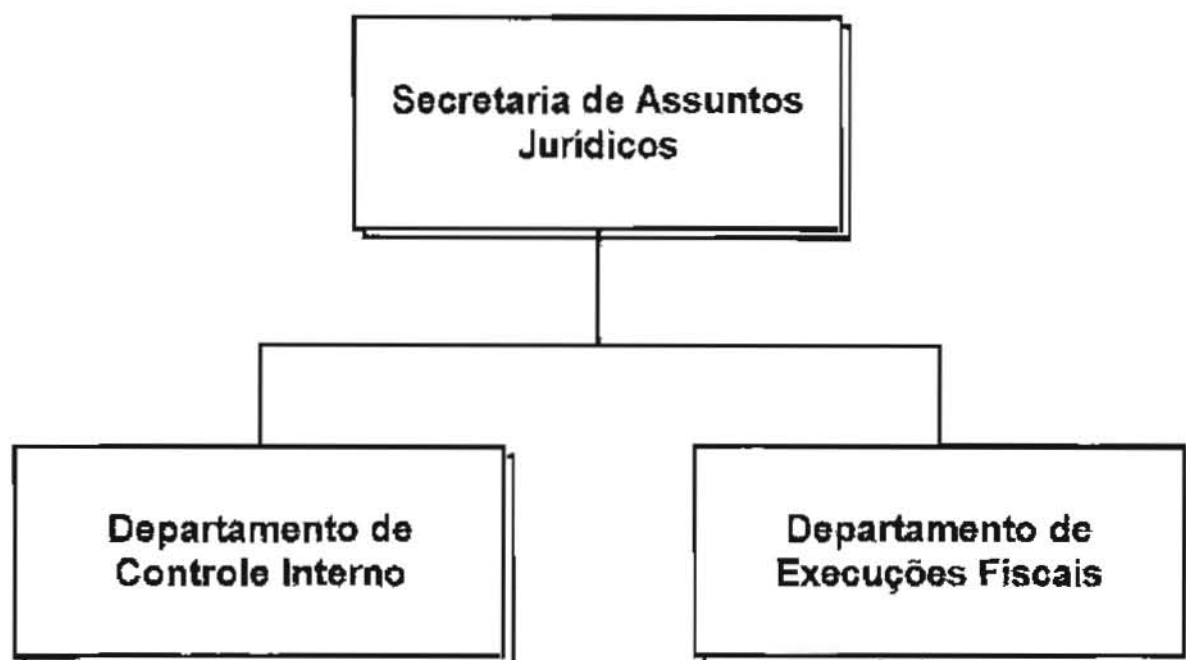 Secretaria de Assuntos
Jurídicos
Departamento de
Controle Interno
Departamento de
Execuções Fiscais